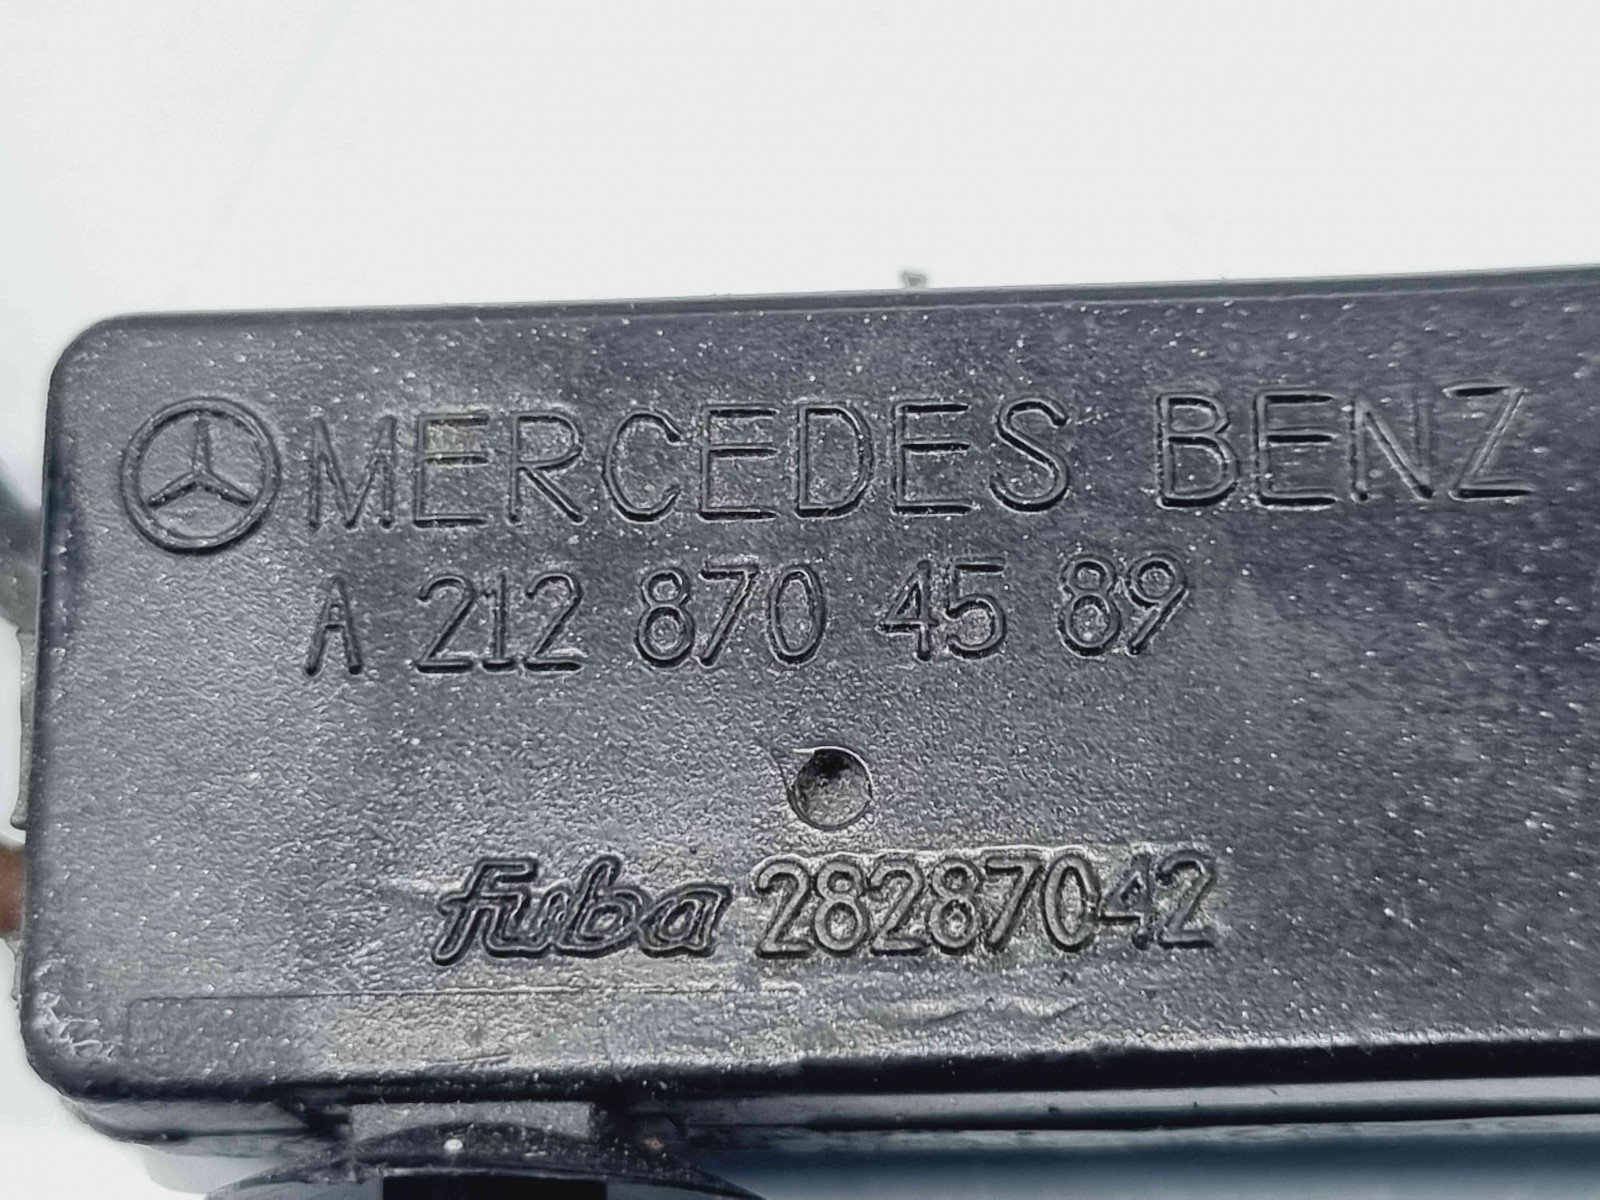 MERCEDES BENZ
A 212 870 45 89
fuba 28287042